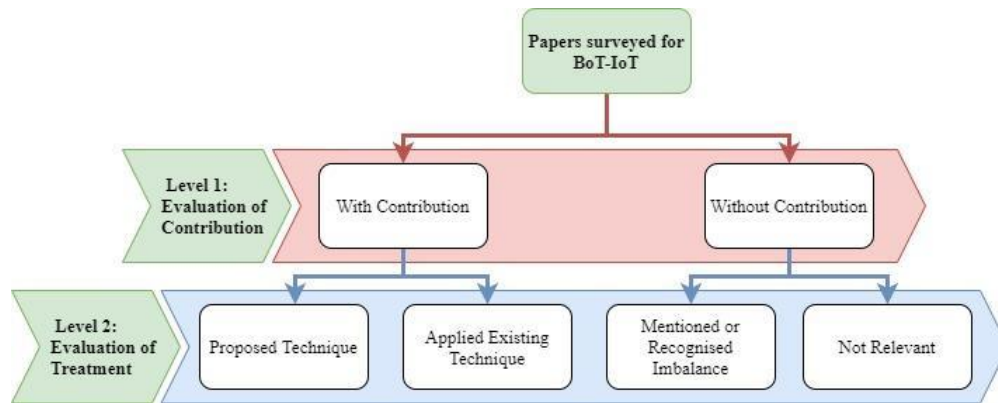 Papers surveyed for
BoT-IoT
Level 1:
Evaluation of
Contribution
With Contribution
Without Contribution
Level 2:
Evaluation of
Treatment
Proposed Technique
Applied Existing
Technique
Mentioned or
Recognised
Imbalance
Not Relevant